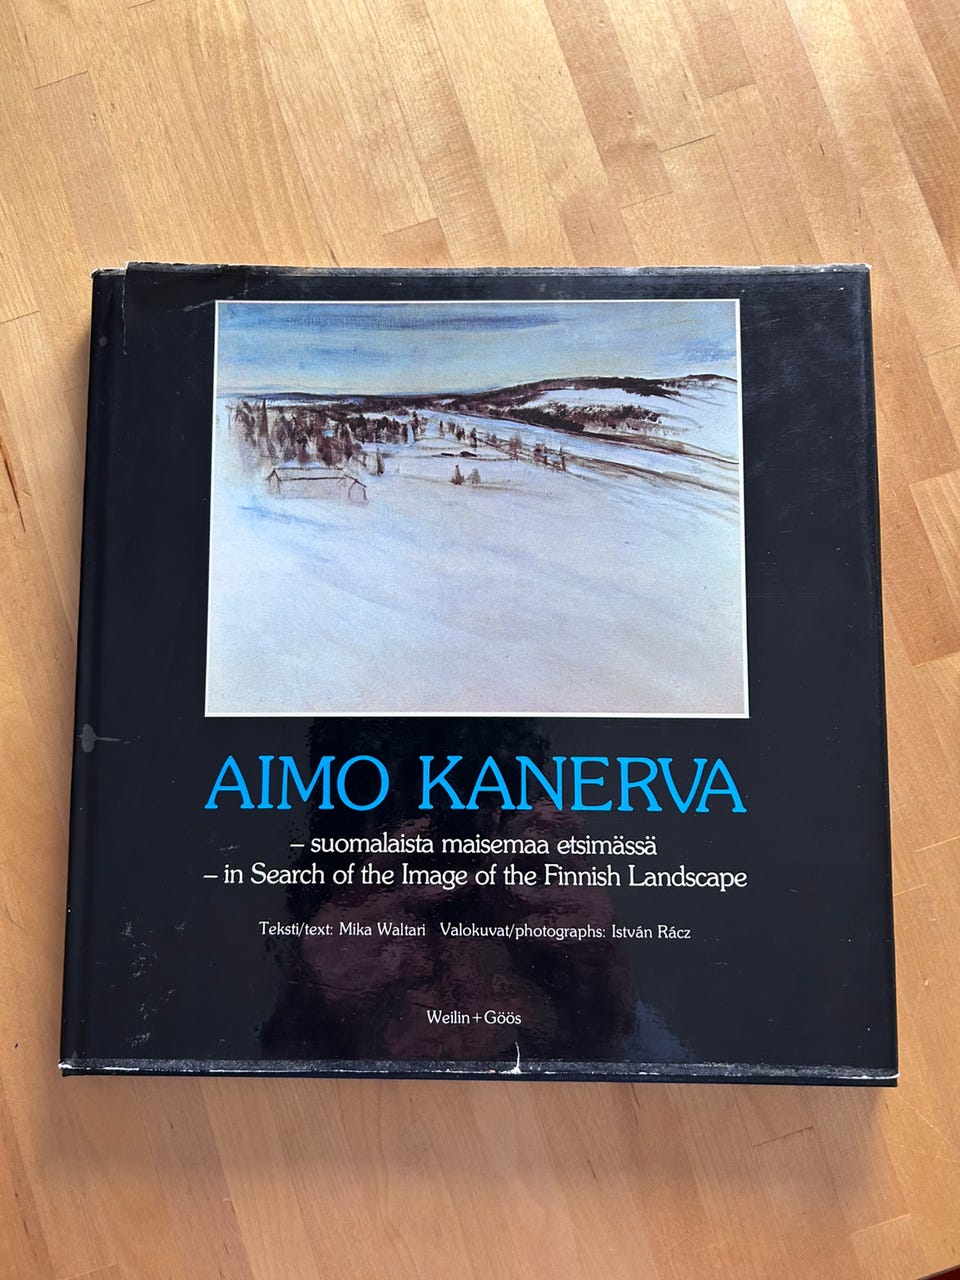 AIMO KANERVA
– suomalaista maisemaa etsimässä
– in Search of the Image of the Finnish Landscape
Teksti/text: Mika Waltari Valokuvat/photographs: István Rácz
Weilin+Göös